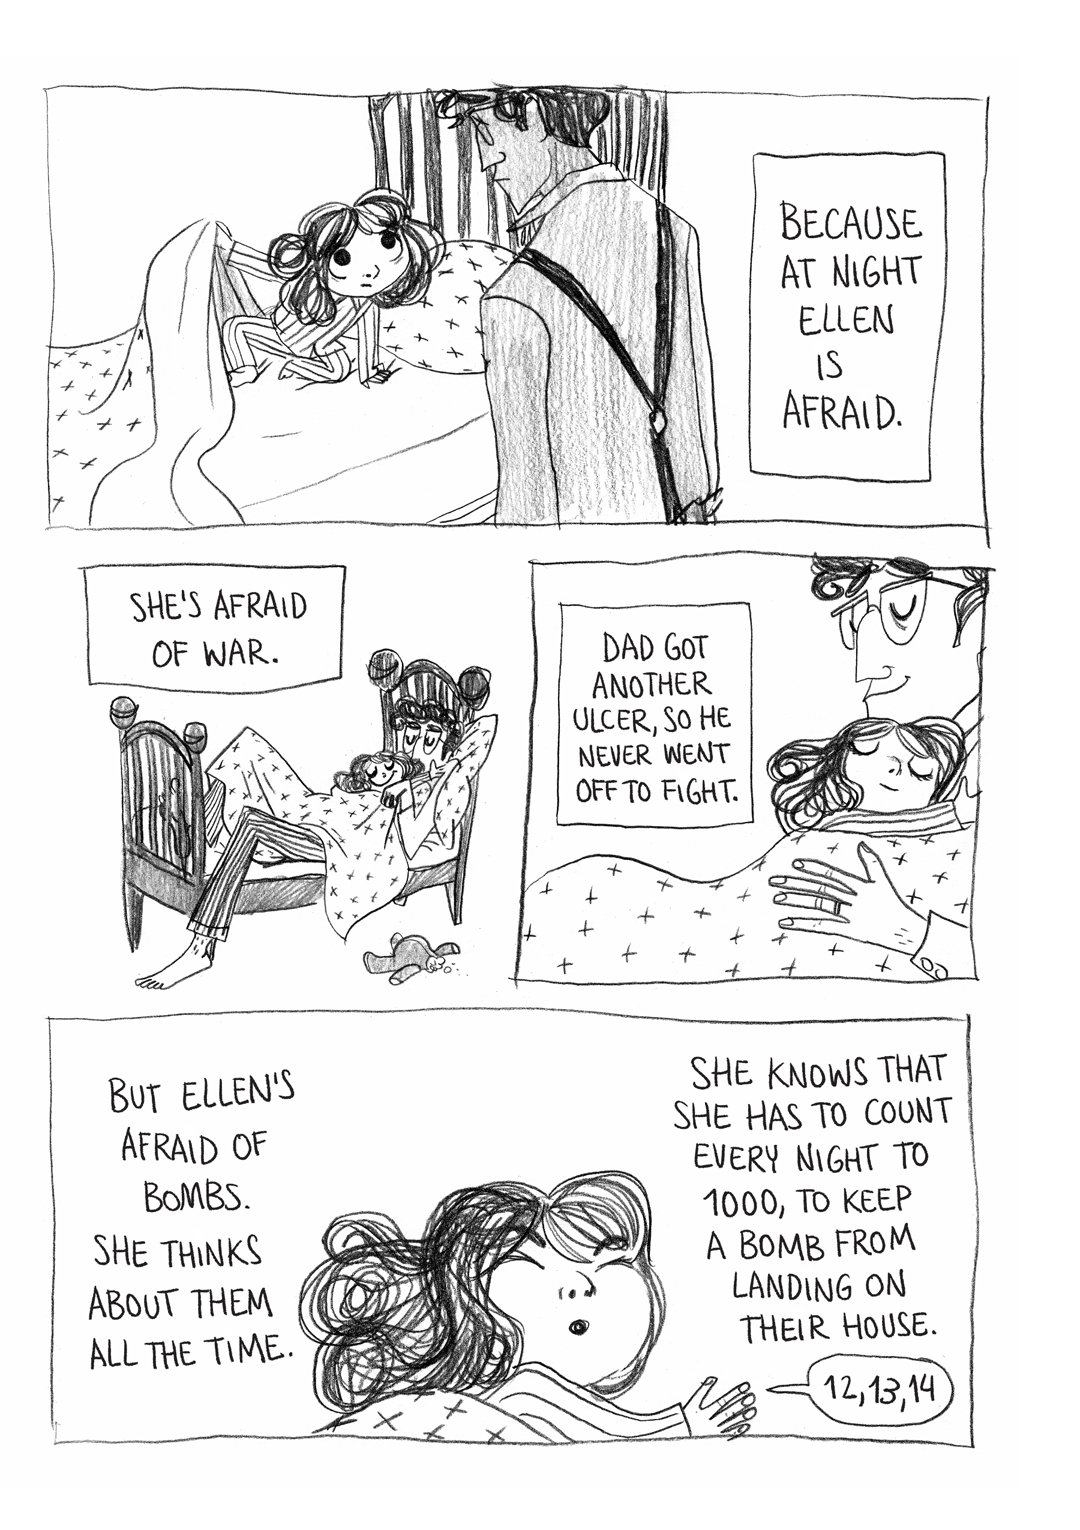 BECAUSE
AT NIGHT
ELLEN
IS
AFRAID.
SHE'S AFRAID
OF WAR.
DAD GOT
ANOTHER
ULCER, SO HE
NEVER WENT
OFF TO FIGHT.
BUT ELLEN'S
AFRAID OF
BOMBS.
SHE THINKS
ABOUT THEM
ALL THE TIME.
SHE KNOWS THAT
SHE HAS TO COUNT
EVERY NIGHT TO
1000, TO KEEP
A BOMB FROM
LANDING ON
THEIR HOUSE.
12, 13, 14